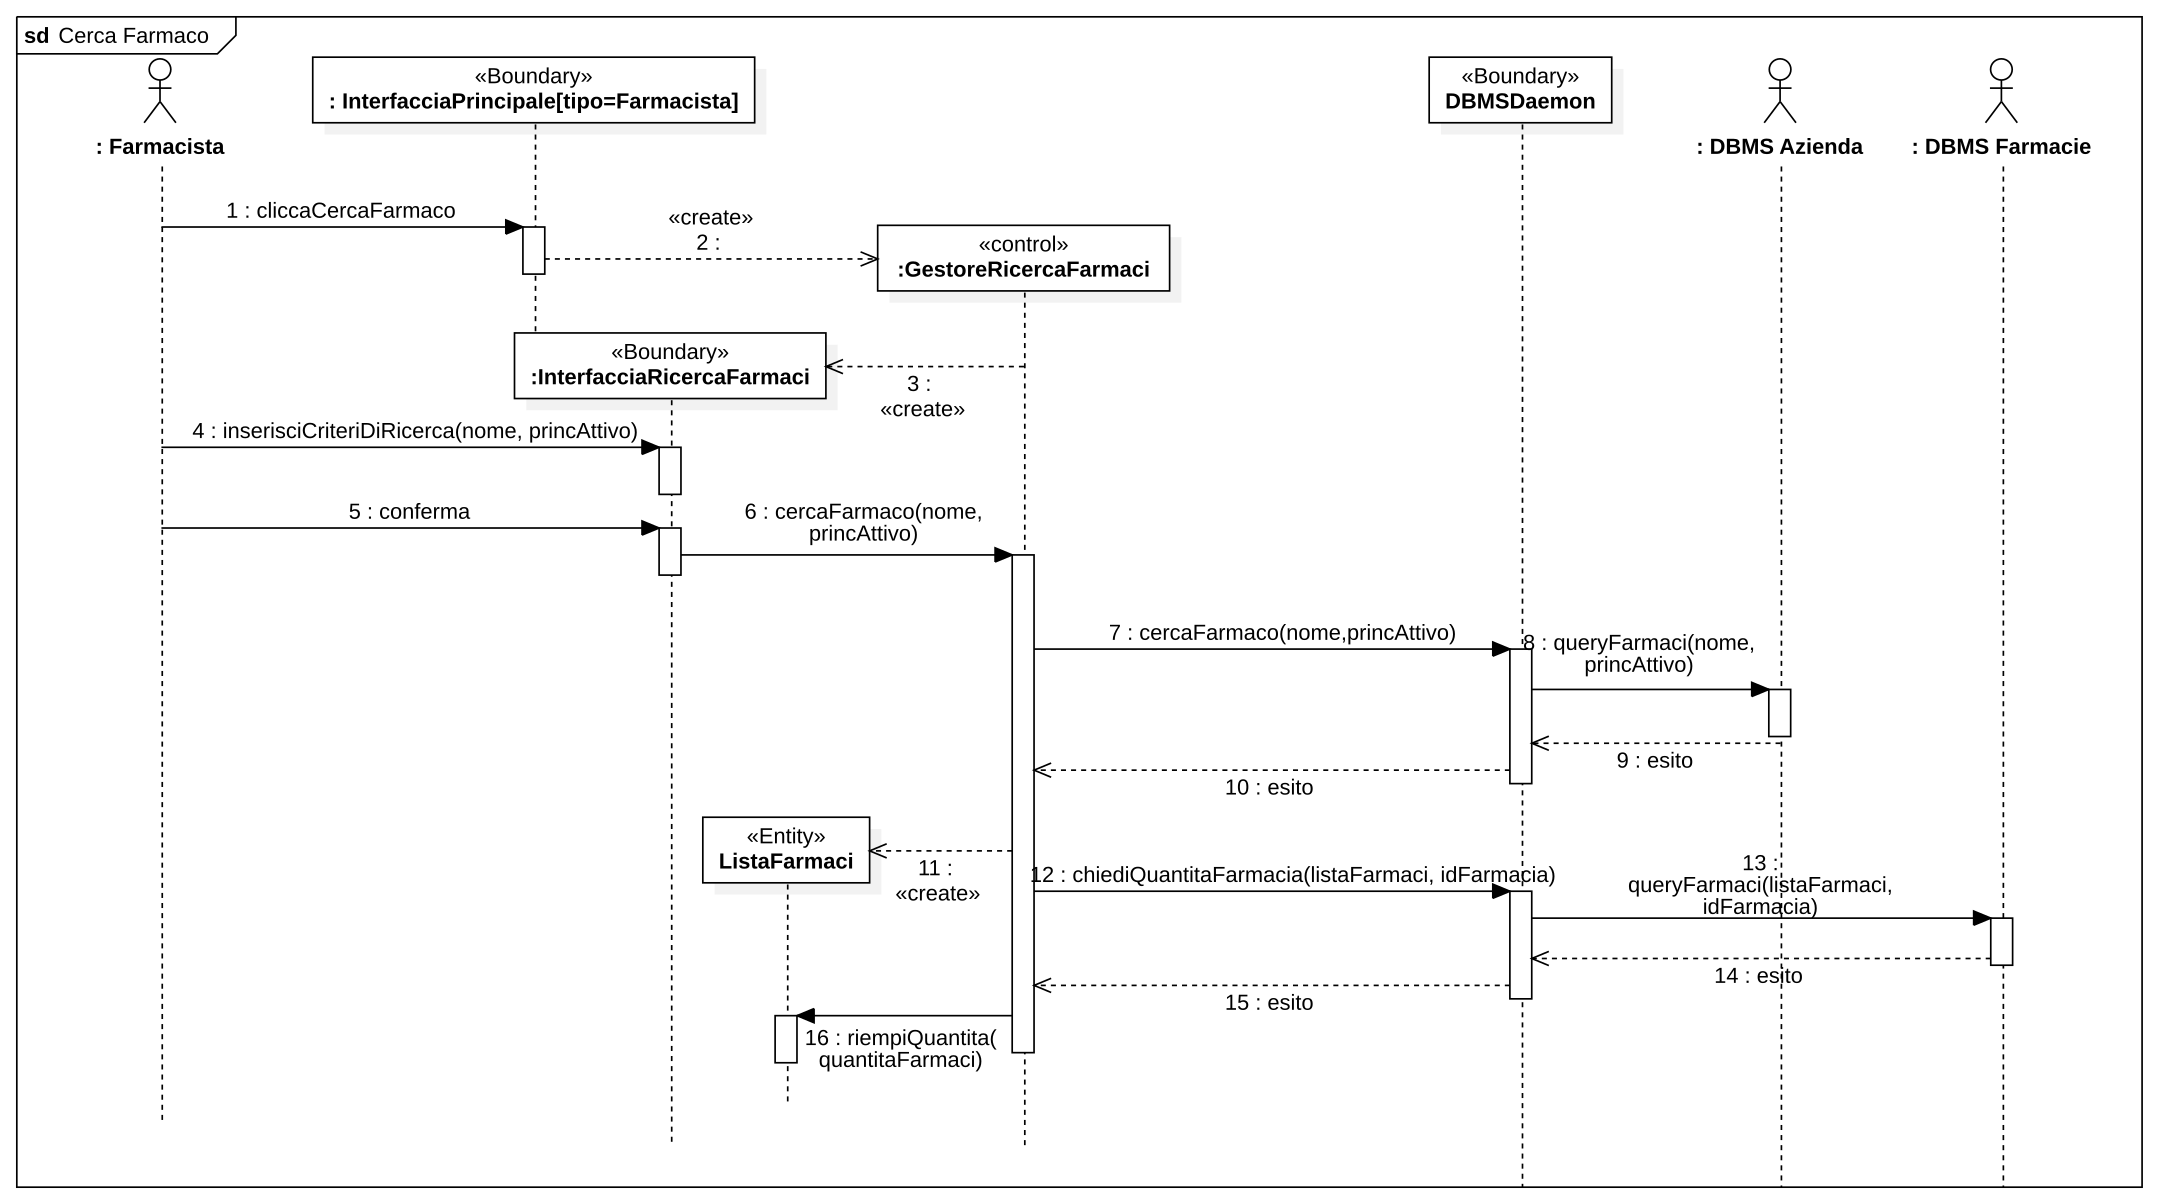 sd Cerca Farmaco
«Boundary»
: InterfacciaPrincipale[tipo=Farmacista]
«Boundary»
DBMSDaemon
: Farmacista
: DBMS Azienda
: DBMS Farmacie
1 : cliccaCercaFarmaco
«create»
2 :
«control»
:GestoreRicercaFarmaci
«Boundary»
:InterfacciaRicercaFarmaci
3 :
«create»
4 : inserisciCriteriDiRicerca(nome, princAttivo)
5 : conferma
6 : cercaFarmaco(nome,
princAttivo)
7 : cercaFarmaco(nome,princAttivo)
8 : queryFarmaci(nome,
princAttivo)
9 : esito
10 : esito
«Entity»
ListaFarmaci
11 :
«create»
12 : chiediQuantitaFarmacia(listaFarmaci, idFarmacia)
13 :
queryFarmaci(listaFarmaci,
idFarmacia)
14 : esito
15 : esito
16 : riempiQuantita(
quantitaFarmaci)